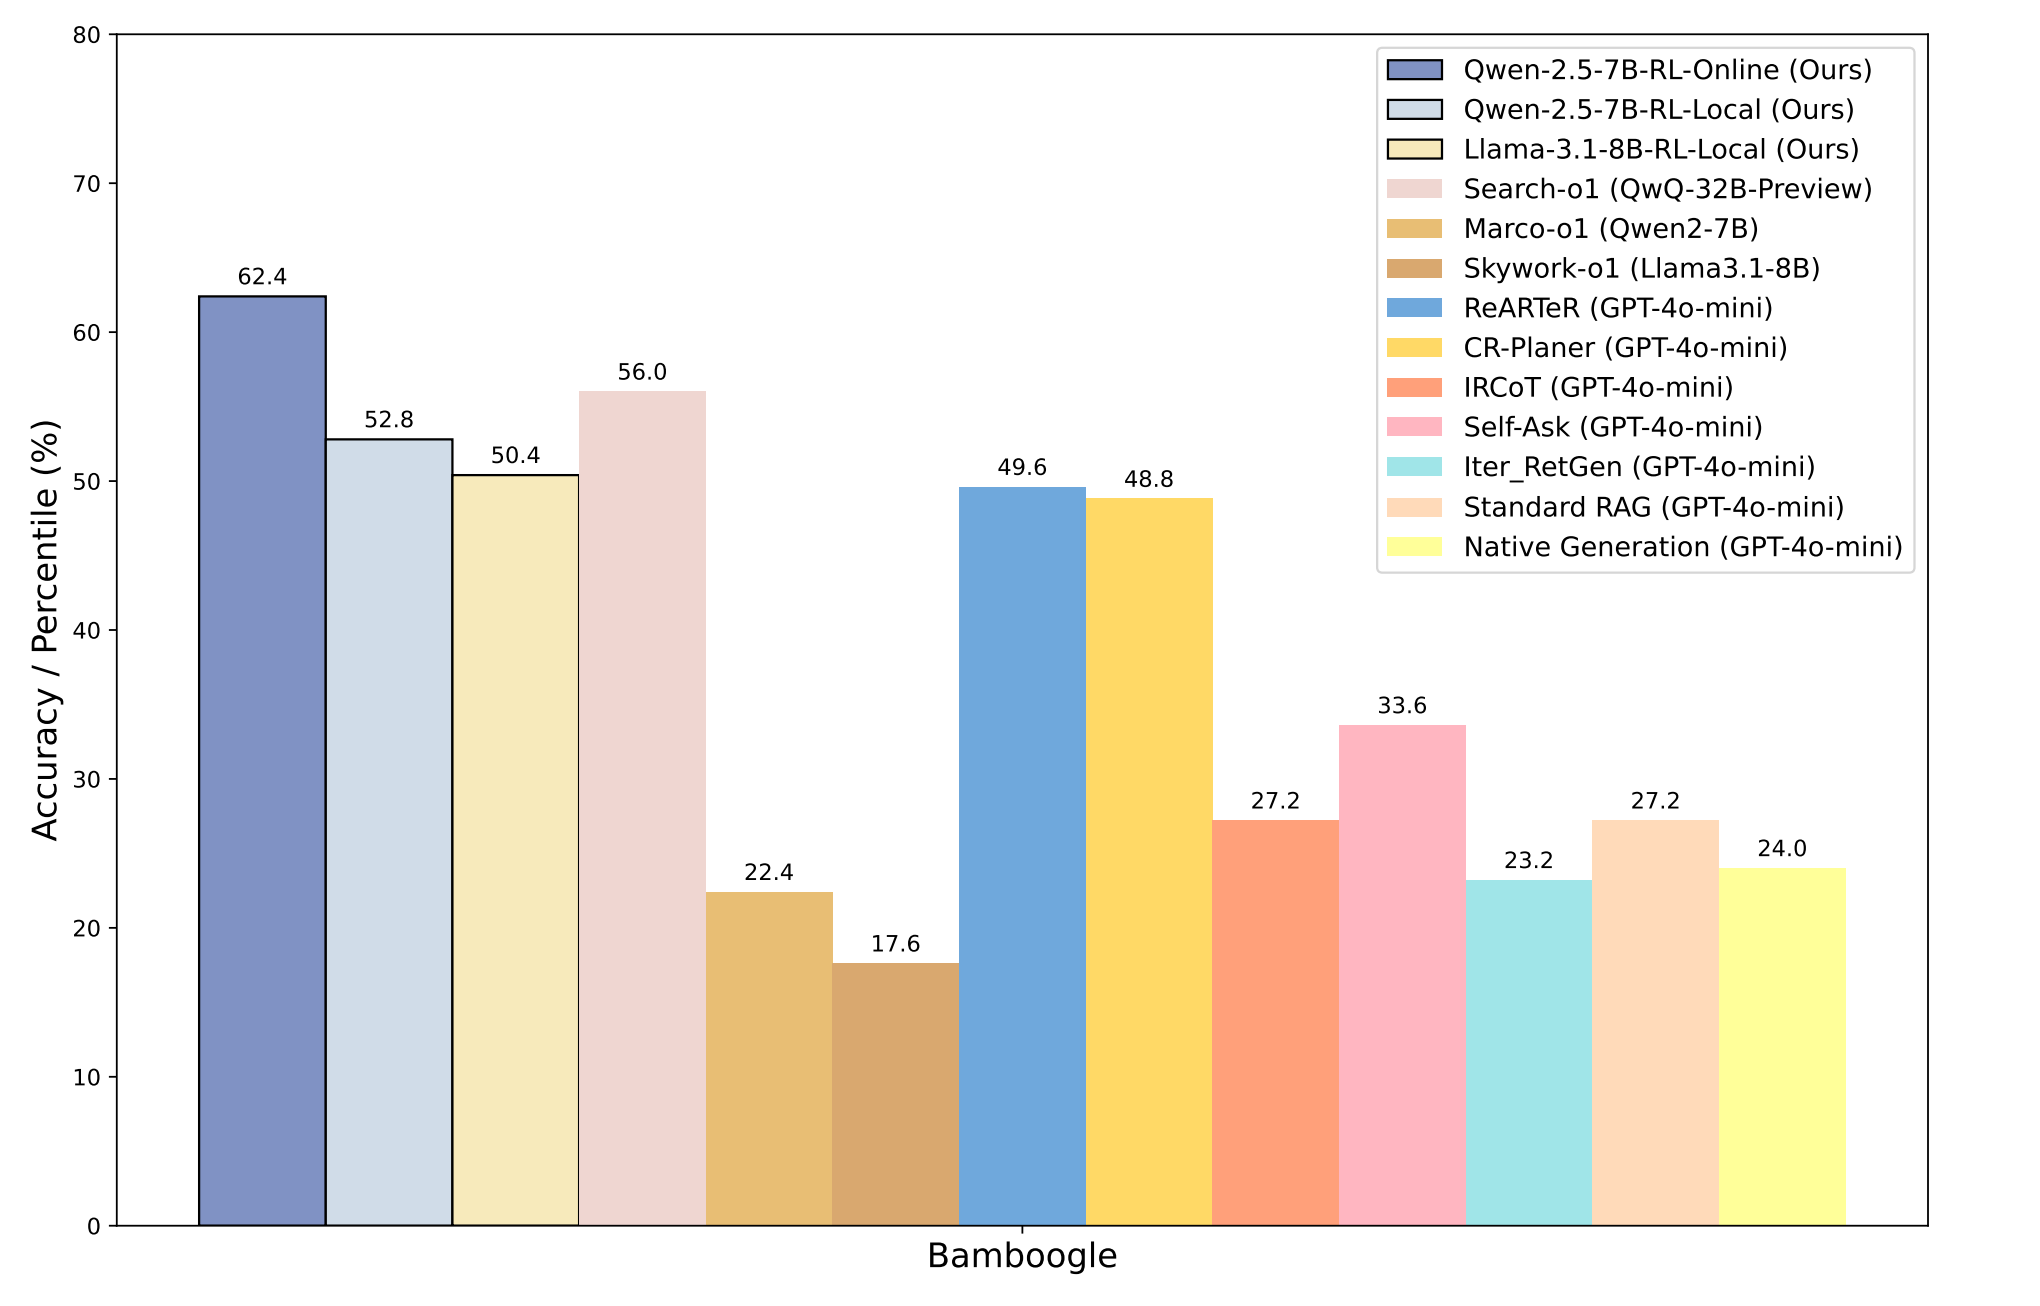 80
70
60
50
40
30
20
10
0
Accuracy / Percentile (%)
Qwen-2.5-7B-RL-Online (Ours)
Qwen-2.5-7B-RL-Local (Ours)
Llama-3.1-8B-RL-Local (Ours)
Search-o1 (QwQ-32B-Preview)
Marco-o1 (Qwen2-7B)
Skywork-o1 (Llama3.1-8B)
ReARTeR (GPT-4o-mini)
CR-Planer (GPT-4o-mini)
IRCoT (GPT-4o-mini)
Self-Ask (GPT-4o-mini)
Iter_RetGen (GPT-4o-mini)
Standard RAG (GPT-4o-mini)
Native Generation (GPT-4o-mini)
62.4
52.8
50.4
56.0
22.4
17.6
49.6
48.8
27.2
33.6
23.2
27.2
24.0
Bamboogle